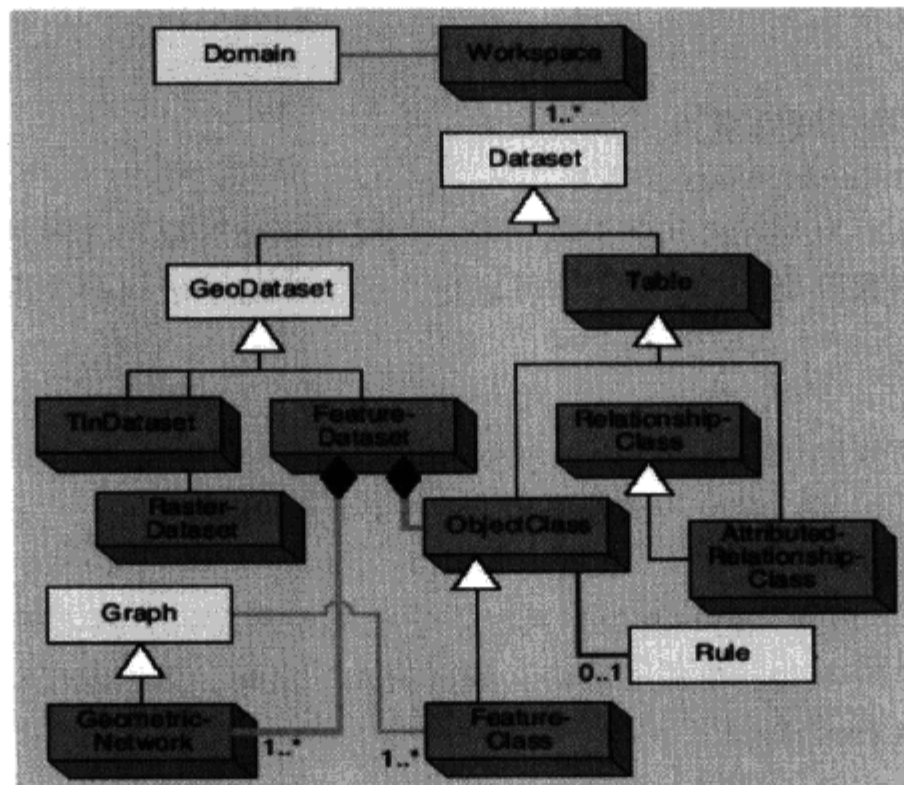 Domain
Workspace
1..*
Dataset
GeoDataset
Table
TinDataset
Feature-
Dataset
Relationship-
Class
Raster-
Dataset
ObjectClass
Attributed-
Relationship-
Class
Graph
Rule
0..1
Geometric-
Network
1..*
Feature-
Class
1..*